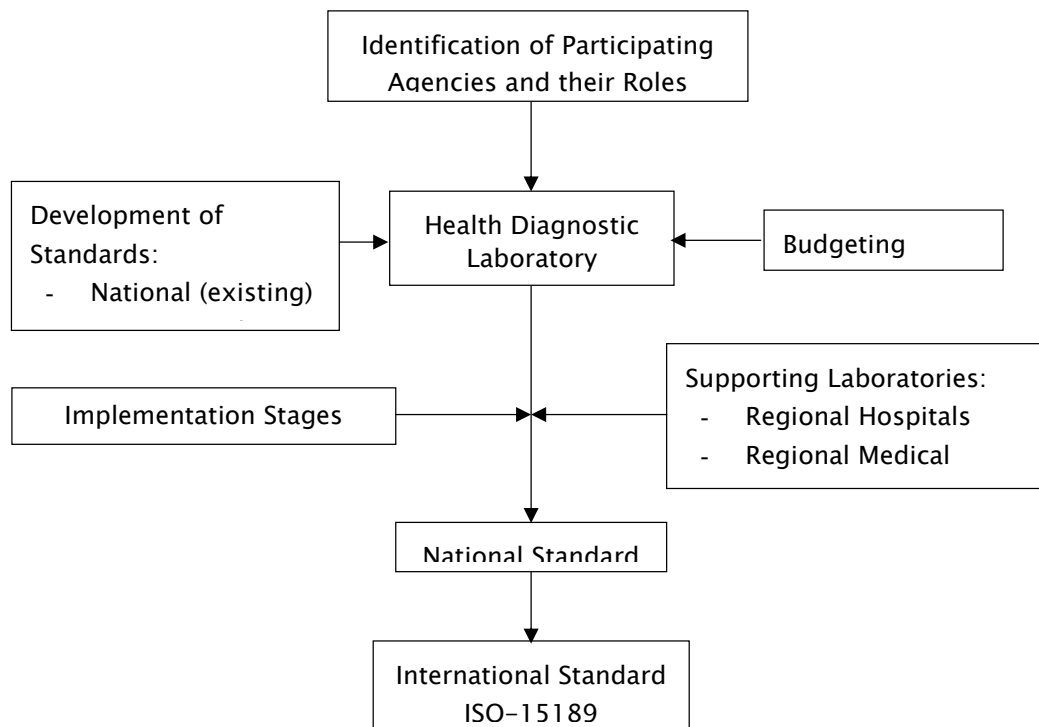 Identification of Participating
Agencies and their Roles
Development of
Standards:
- National (existing)
Health Diagnostic
Laboratory
Budgeting
Implementation Stages
Supporting Laboratories:
- Regional Hospitals
- Regional Medical
National Standard
International Standard
ISO-15189